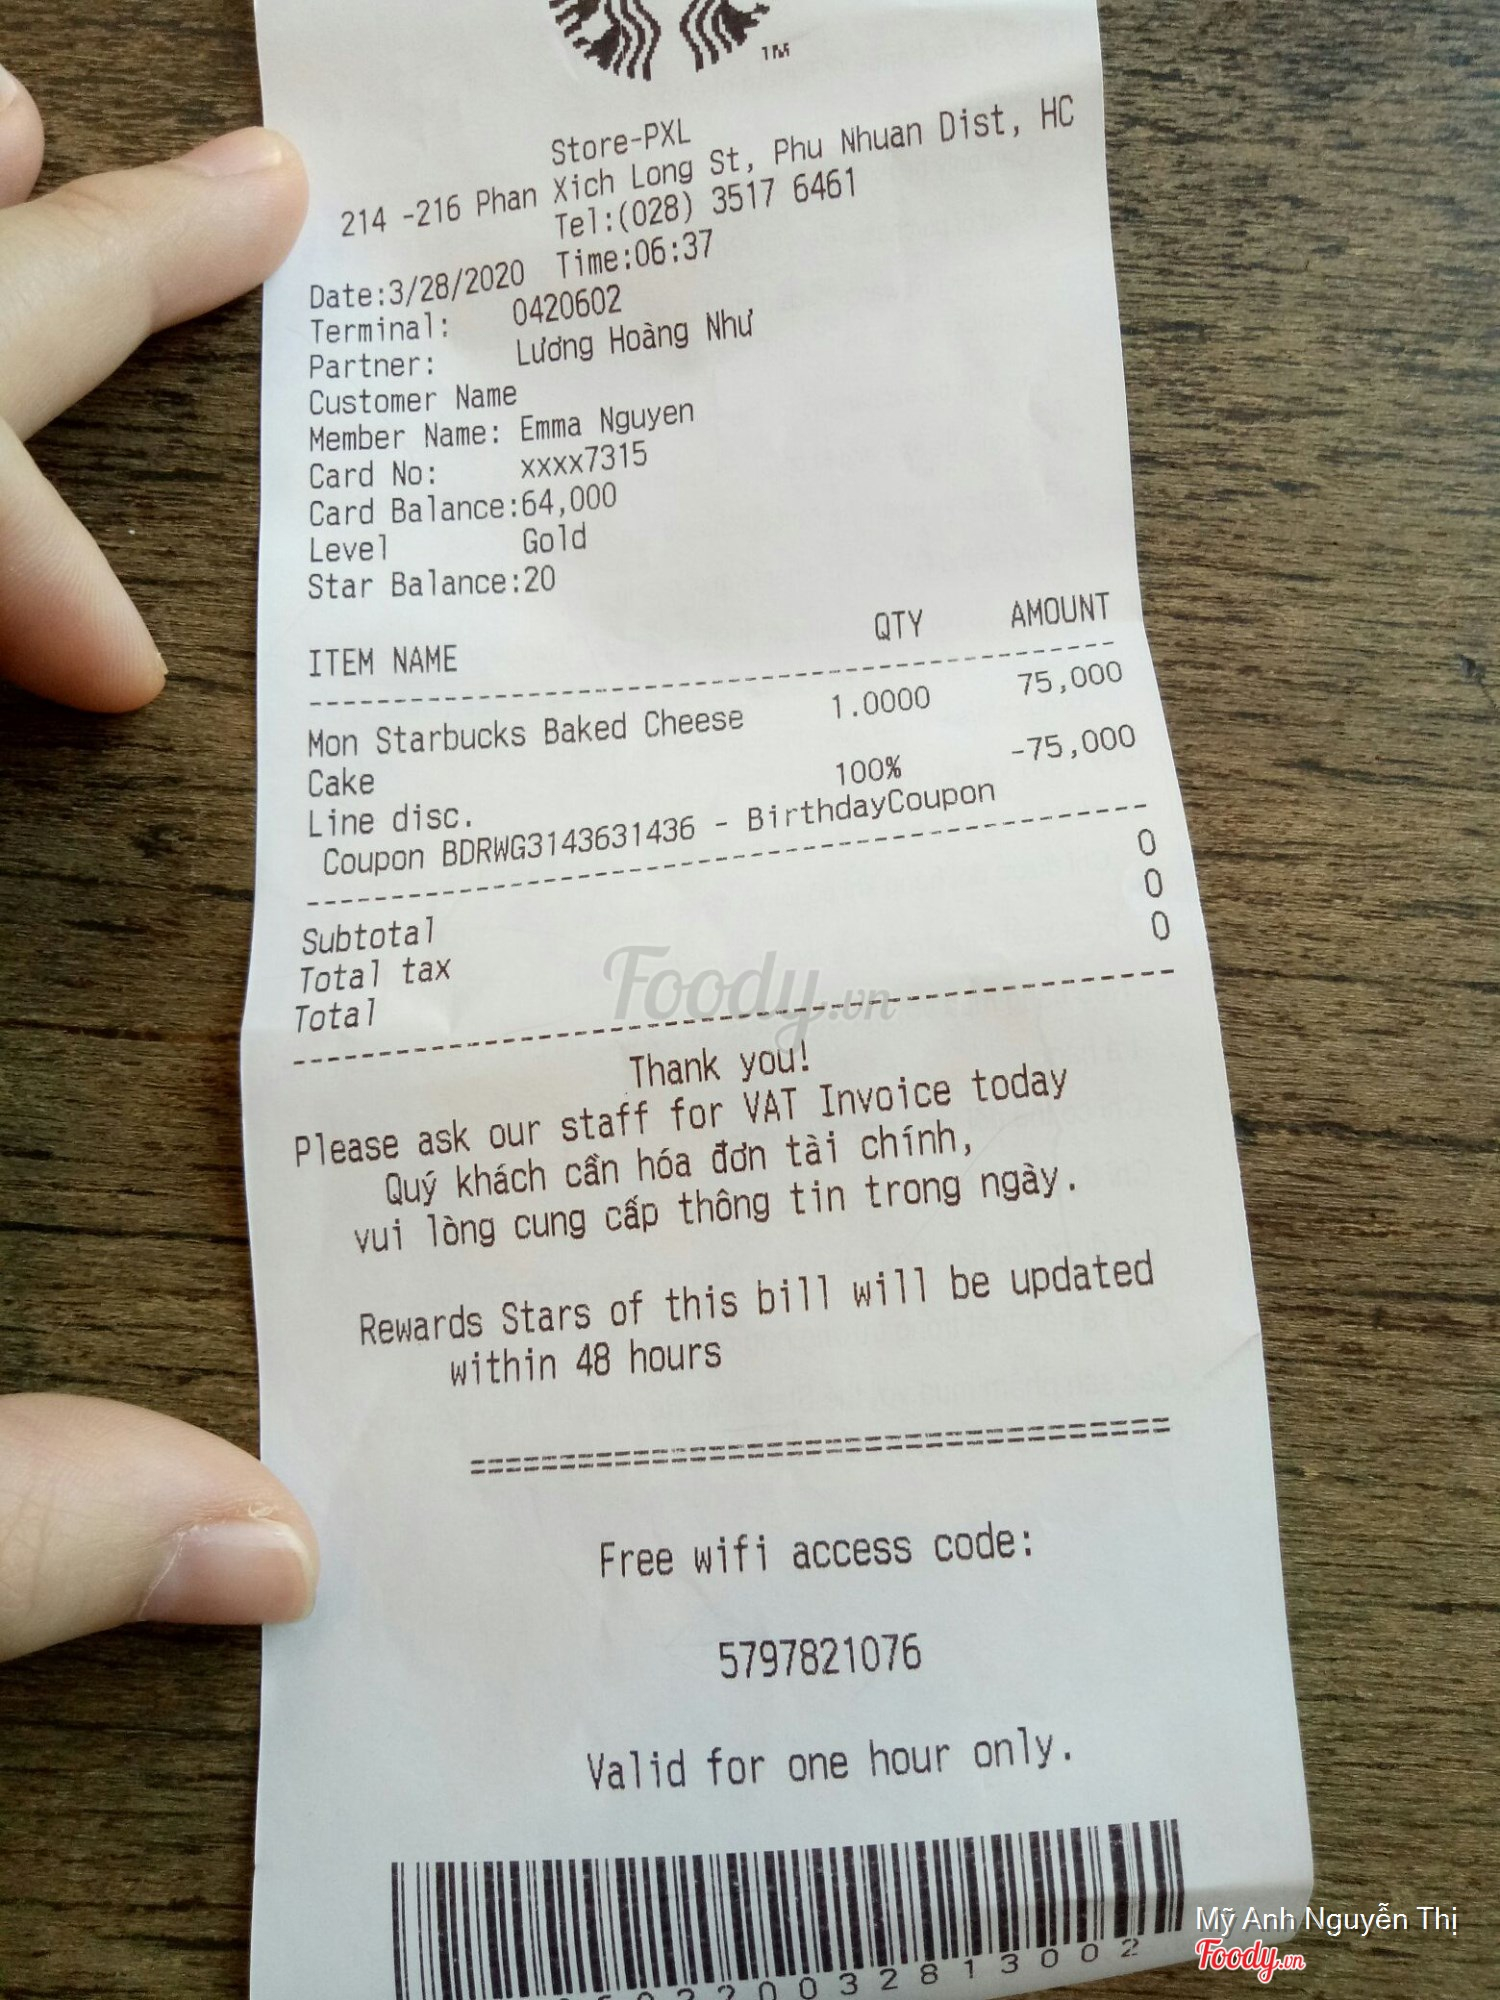 TM
Store-PXL
214 -216 Phan Xich Long St, Phu Nhuan Dist, HC
Tel:(028) 3517 6461
Date:3/28/2020 Time:06:37
Terminal: 0420602
Partner: Lương Hoàng Như
Customer Name
Member Name: Emma Nguyen
Card No: xxxx7315
Card Balance:64,000
Level Gold
Star Balance:20
ITEM NAME QTY AMOUNT
Mon Starbucks Baked Cheese 1.0000 75,000
Cake
Line disc. 100% -75,000
Coupon BDRWG3143631436 - BirthdayCoupon
Subtotal 0
Total tax 0
Total 0
Foody.vn
Thank you!
Please ask our staff for VAT Invoice today
Quý khách cần hóa đơn tài chính,
vui lòng cung cấp thông tin trong ngày.
Rewards Stars of this bill will be updated
within 48 hours
=======================================
Free wifi access code:
5797821076
Valid for one hour only.
Mỹ Anh Nguyễn Thị
Foody.vn